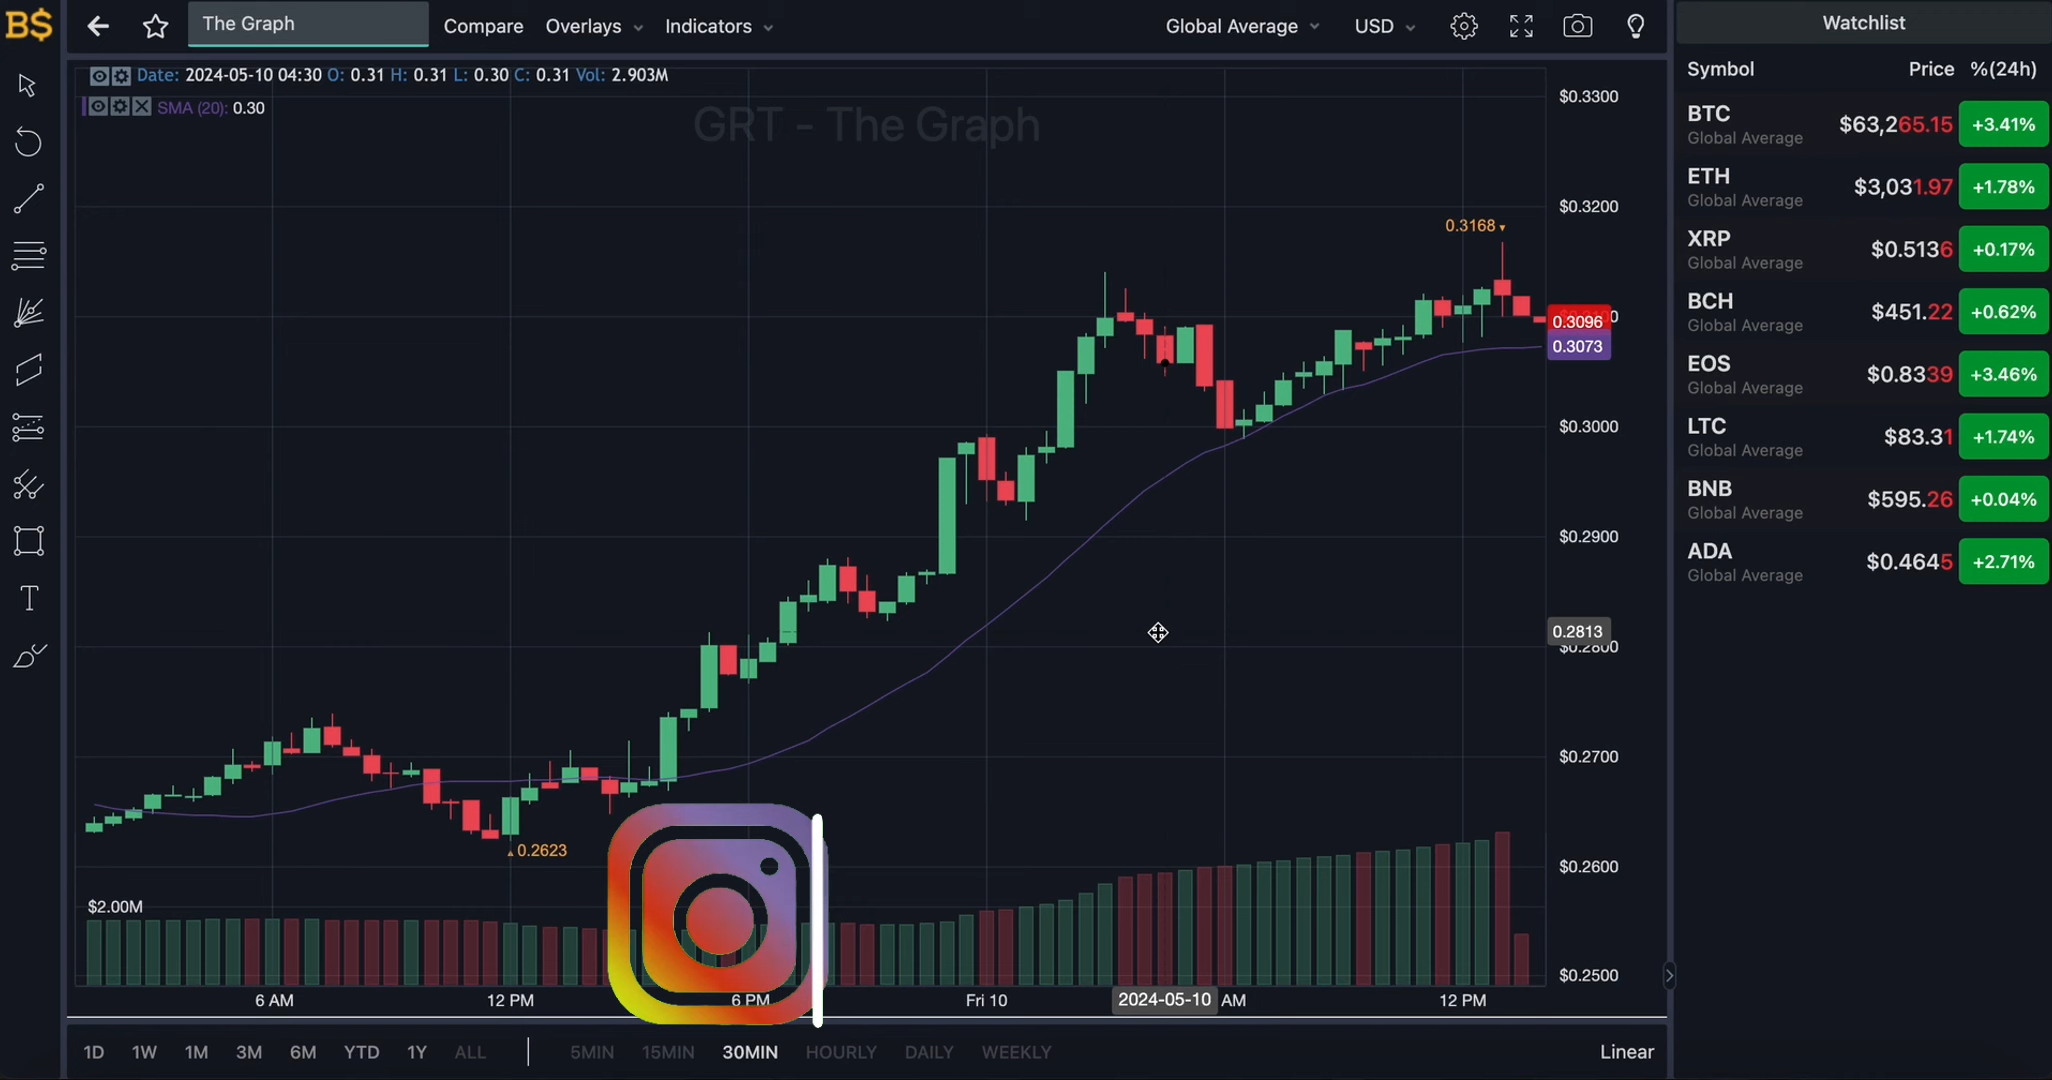 B$
The Graph
Compare
Overlays
Indicators
Global Average
USD
Date: 2024-05-10 04:30 O: 0.31 H: 0.31 L: 0.30 C: 0.31 Vol: 2.903M
SMA (20): 0.30
GRT - The Graph
$0.3300
$0.3200
0.3168
0.3096
0.3073
$0.3000
$0.2900
0.2813
$0.2800
$0.2700
0.2623
$0.2600
$2.00M
$0.2500
6 AM
12 PM
6 PM
Fri 10
2024-05-10
AM
12 PM
1D 1W 1M 3M 6M YTD 1Y ALL
5MIN 15MIN 30MIN HOURLY DAILY WEEKLY
Linear
Watchlist
Symbol Price %(24h)
BTC $63,265.15 +3.41%
Global Average
ETH $3,031.97 +1.78%
Global Average
XRP $0.5136 +0.17%
Global Average
BCH $451.22 +0.62%
Global Average
EOS $0.8339 +3.46%
Global Average
LTC $83.31 +1.74%
Global Average
BNB $595.26 +0.04%
Global Average
ADA $0.4645 +2.71%
Global Average